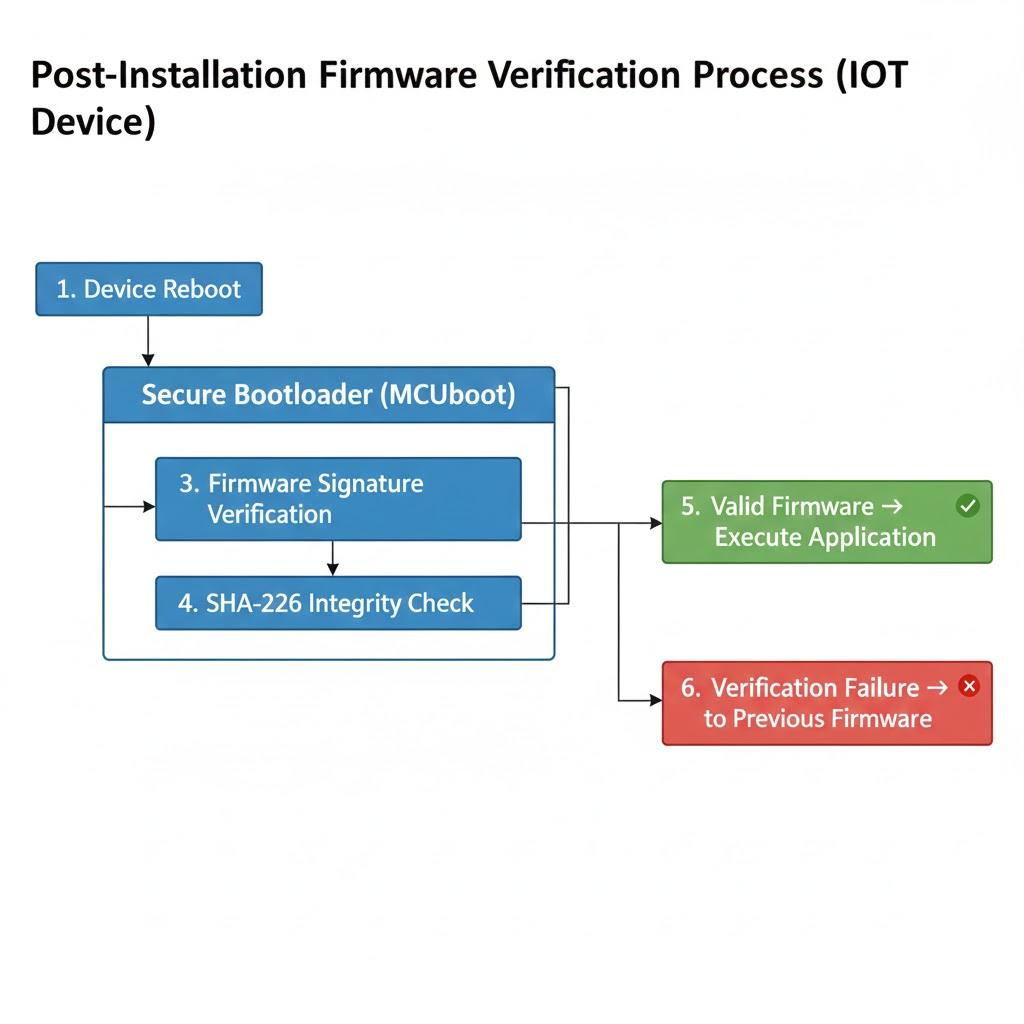 Post-Installation Firmware Verification Process (IOT
Device)
1. Device Reboot
Secure Bootloader (MCUboot)
3. Firmware Signature
Verification
4. SHA-226 Integrity Check
5. Valid Firmware →
Execute Application
6. Verification Failure →
to Previous Firmware